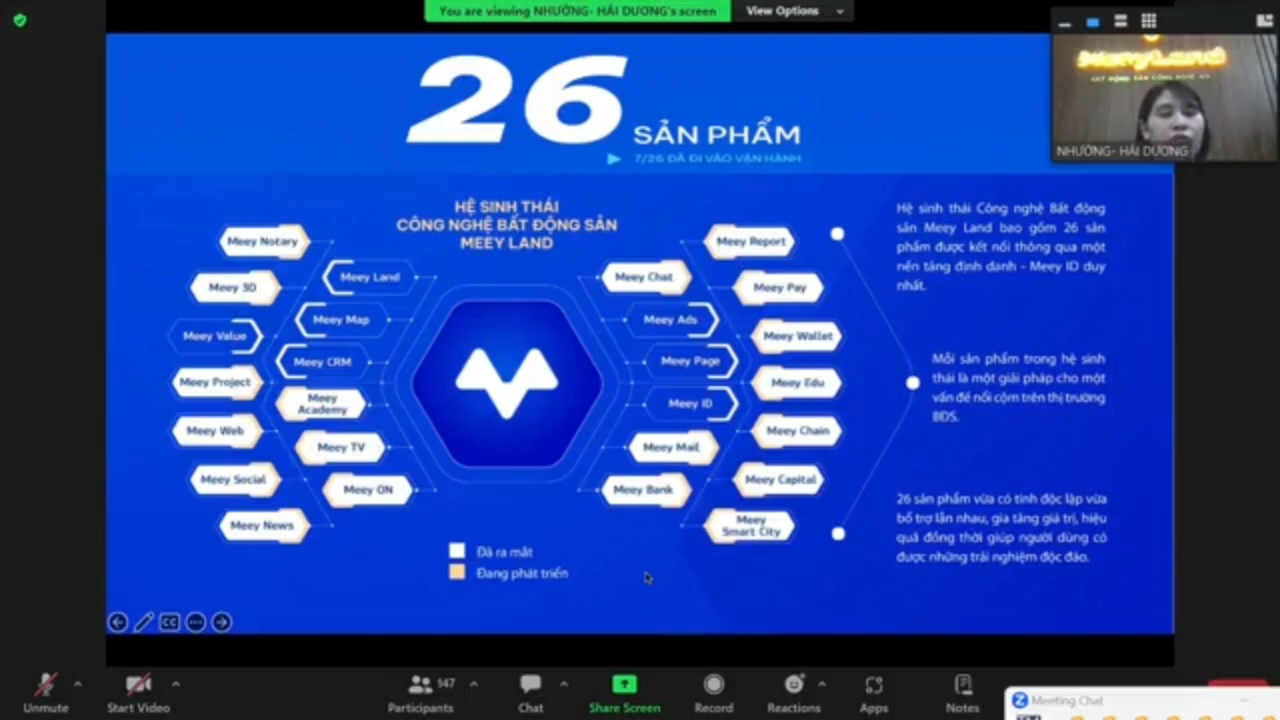 You are viewing NHƯỜNG- HẢI DƯƠNG's screen
View Options
26
SẢN PHẨM
7/26 ĐÃ ĐI VÀO VẬN HÀNH
NHƯỜNG- HẢI DƯƠNG
HỆ SINH THÁI
CÔNG NGHỆ BẤT ĐỘNG SẢN
MEEY LAND
Meey Notary
Meey 3D
Meey Value
Meey Project
Meey Web
Meey Social
Meey News
Meey Land
Meey Map
Meey CRM
Meey
Academy
Meey TV
Meey ON
Meey Chat
Meey Ads
Meey Page
Meey ID
Meey Mail
Meey Bank
Meey Report
Meey Pay
Meey Wallet
Meey Edu
Meey Chain
Meey Capital
Meey
Smart City
Hệ sinh thái Công nghệ Bất động
sản Meey Land bao gồm 26 sản
phẩm được kết nối thông qua một
nền tảng định danh - Meey ID duy
nhất.
Mỗi sản phẩm trong hệ sinh
thái là một giải pháp cho một
vấn đề nổi cộm trên thị trường
BĐS.
26 sản phẩm vừa có tính độc lập vừa
bổ trợ lẫn nhau, gia tăng giá trị, hiệu
quả đồng thời giúp người dùng có
được những trải nghiệm độc đáo.
Đã ra mắt
Đang phát triển
CC
Unmute
Start Video
147
Participants
Chat
Share Screen
Record
Reactions
Apps
Notes
Meeting Chat